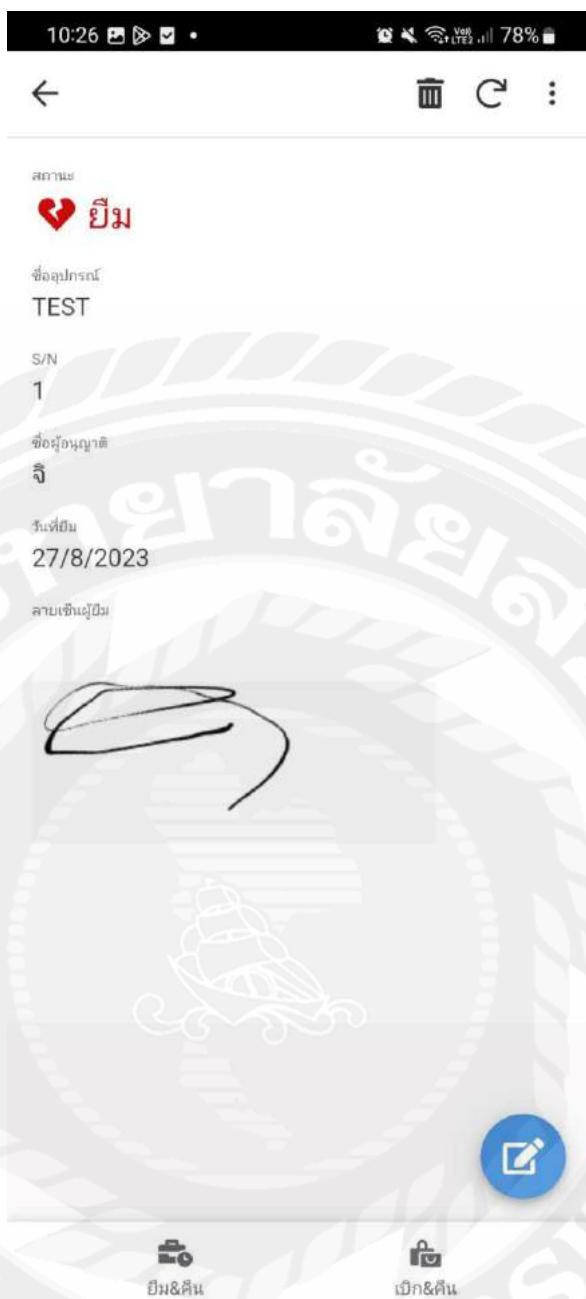 10:26
Vo) LTE2 78%
สถานะ
ยืม
ชื่ออุปกรณ์
TEST
S/N
1
ชื่อผู้อนุญาติ
จิ
วันที่ยืม
27/8/2023
ลายเซ็นผู้ยืม
ยืม&คืน
เบิก&คืน